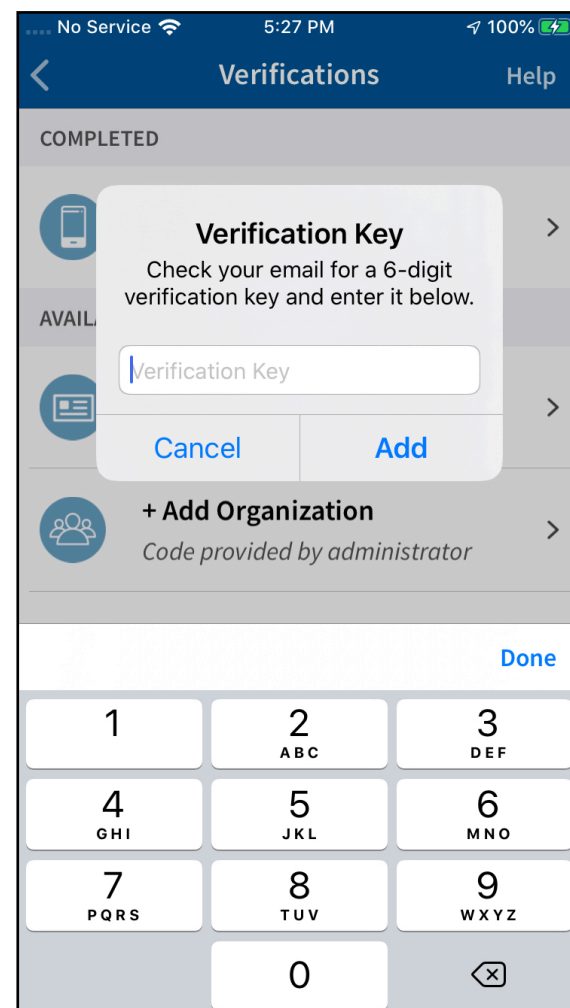 No Service 5:27 PM 100%
Verifications Help
COMPLETED
Verification Key
Check your email for a 6-digit
verification key and enter it below.
AVAIL
Verification Key
Cancel Add
+ Add Organization
Code provided by administrator
Done
1 2 3
ABC DEF
4 5 6
GHI JKL MNO
7 8 9
PQRS TUV WXYZ
0